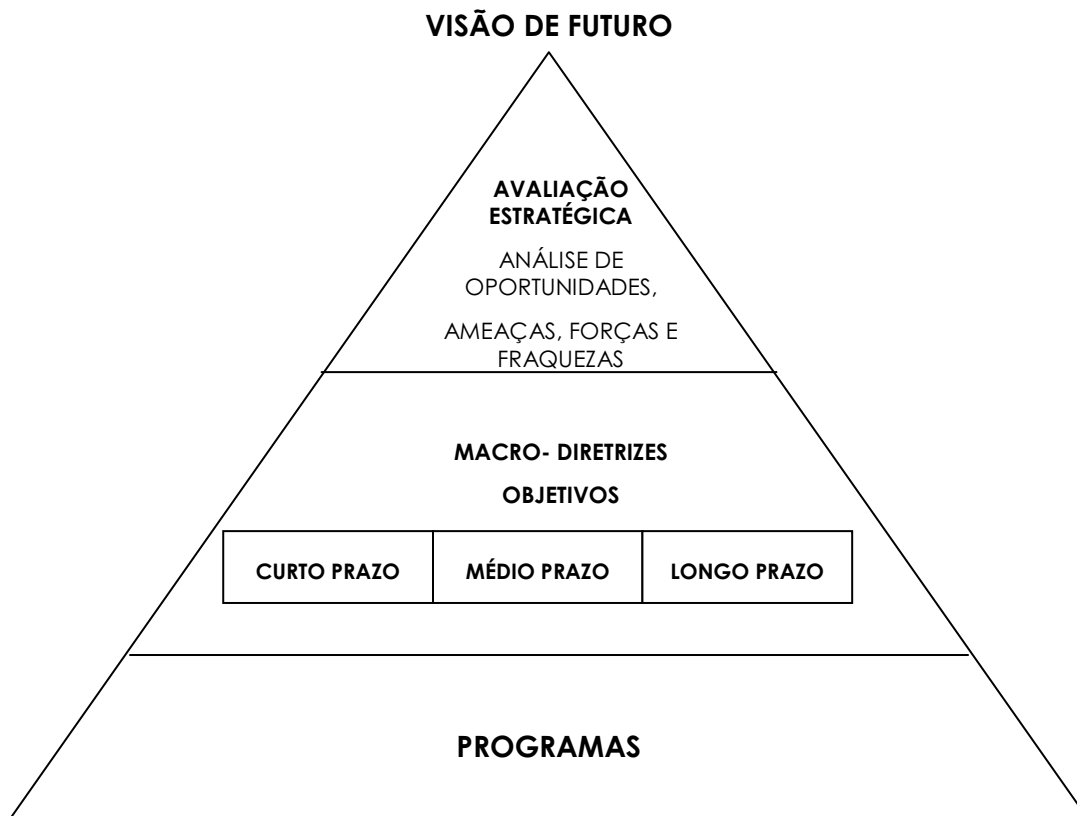 VISÃO DE FUTURO
AVALIAÇÃO
ESTRATÉGICA
ANÁLISE DE
OPORTUNIDADES,
AMEAÇAS, FORÇAS E
FRAQUEZAS
MACRO- DIRETRIZES
OBJETIVOS
CURTO PRAZO
MÉDIO PRAZO
LONGO PRAZO
PROGRAMAS